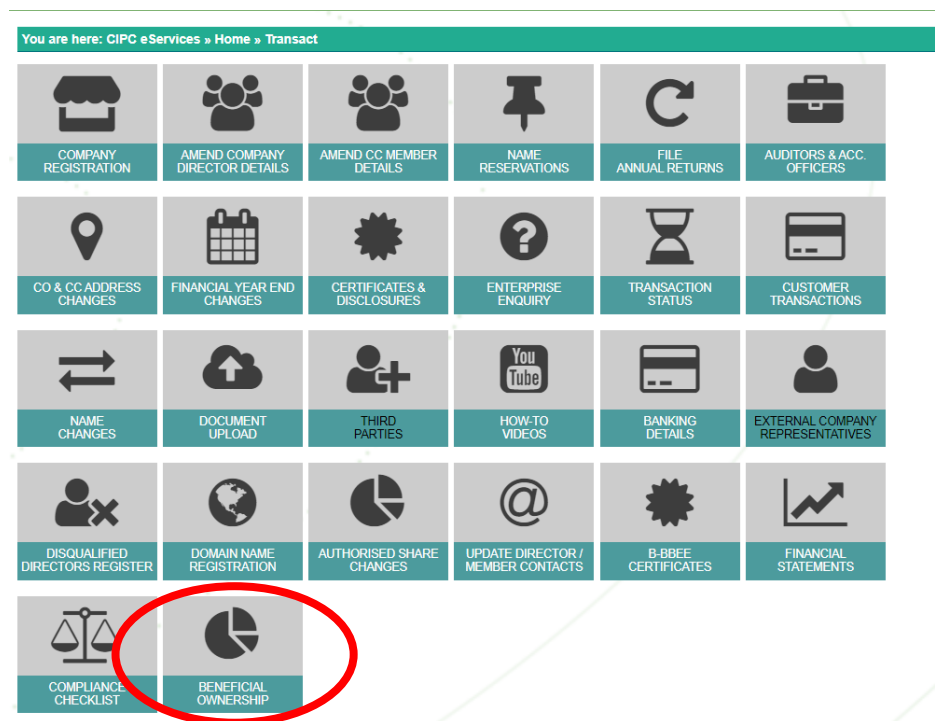 You are here: CIPC eServices » Home » Transact
COMPANY
REGISTRATION
AMEND COMPANY
DIRECTOR DETAILS
AMEND CC MEMBER
DETAILS
NAME
RESERVATIONS
FILE
ANNUAL RETURNS
AUDITORS & ACC.
OFFICERS
CO & CC ADDRESS
CHANGES
FINANCIAL YEAR END
CHANGES
CERTIFICATES &
DISCLOSURES
ENTERPRISE
ENQUIRY
TRANSACTION
STATUS
CUSTOMER
TRANSACTIONS
NAME
CHANGES
DOCUMENT
UPLOAD
THIRD
PARTIES
You
Tube
HOW-TO
VIDEOS
BANKING
DETAILS
EXTERNAL COMPANY
REPRESENTATIVES
DISQUALIFIED
DIRECTORS REGISTER
DOMAIN NAME
REGISTRATION
AUTHORISED SHARE
CHANGES
@
UPDATE DIRECTOR /
MEMBER CONTACTS
B-BBEE
CERTIFICATES
FINANCIAL
STATEMENTS
COMPLIANCE
CHECKLIST
BENEFICIAL
OWNERSHIP